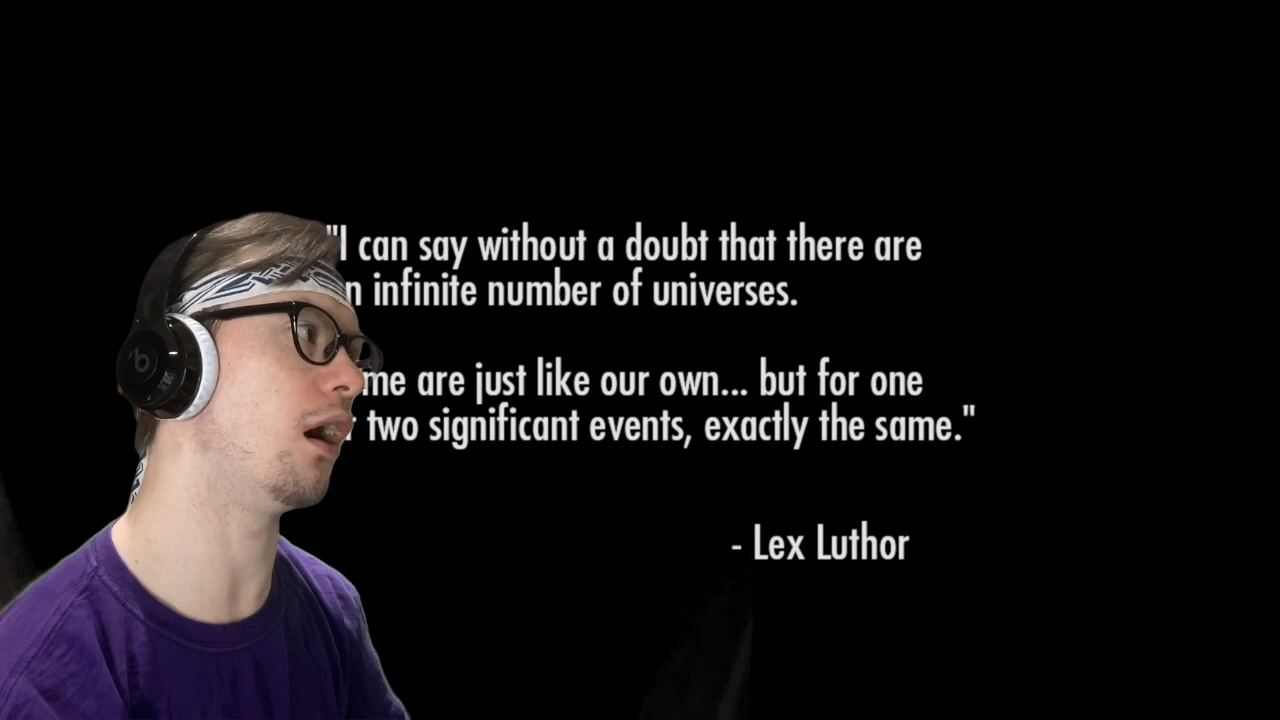 "I can say without a doubt that there are
n infinite number of universes.
me are just like our own... but for one
two significant events, exactly the same."
- Lex Luthor